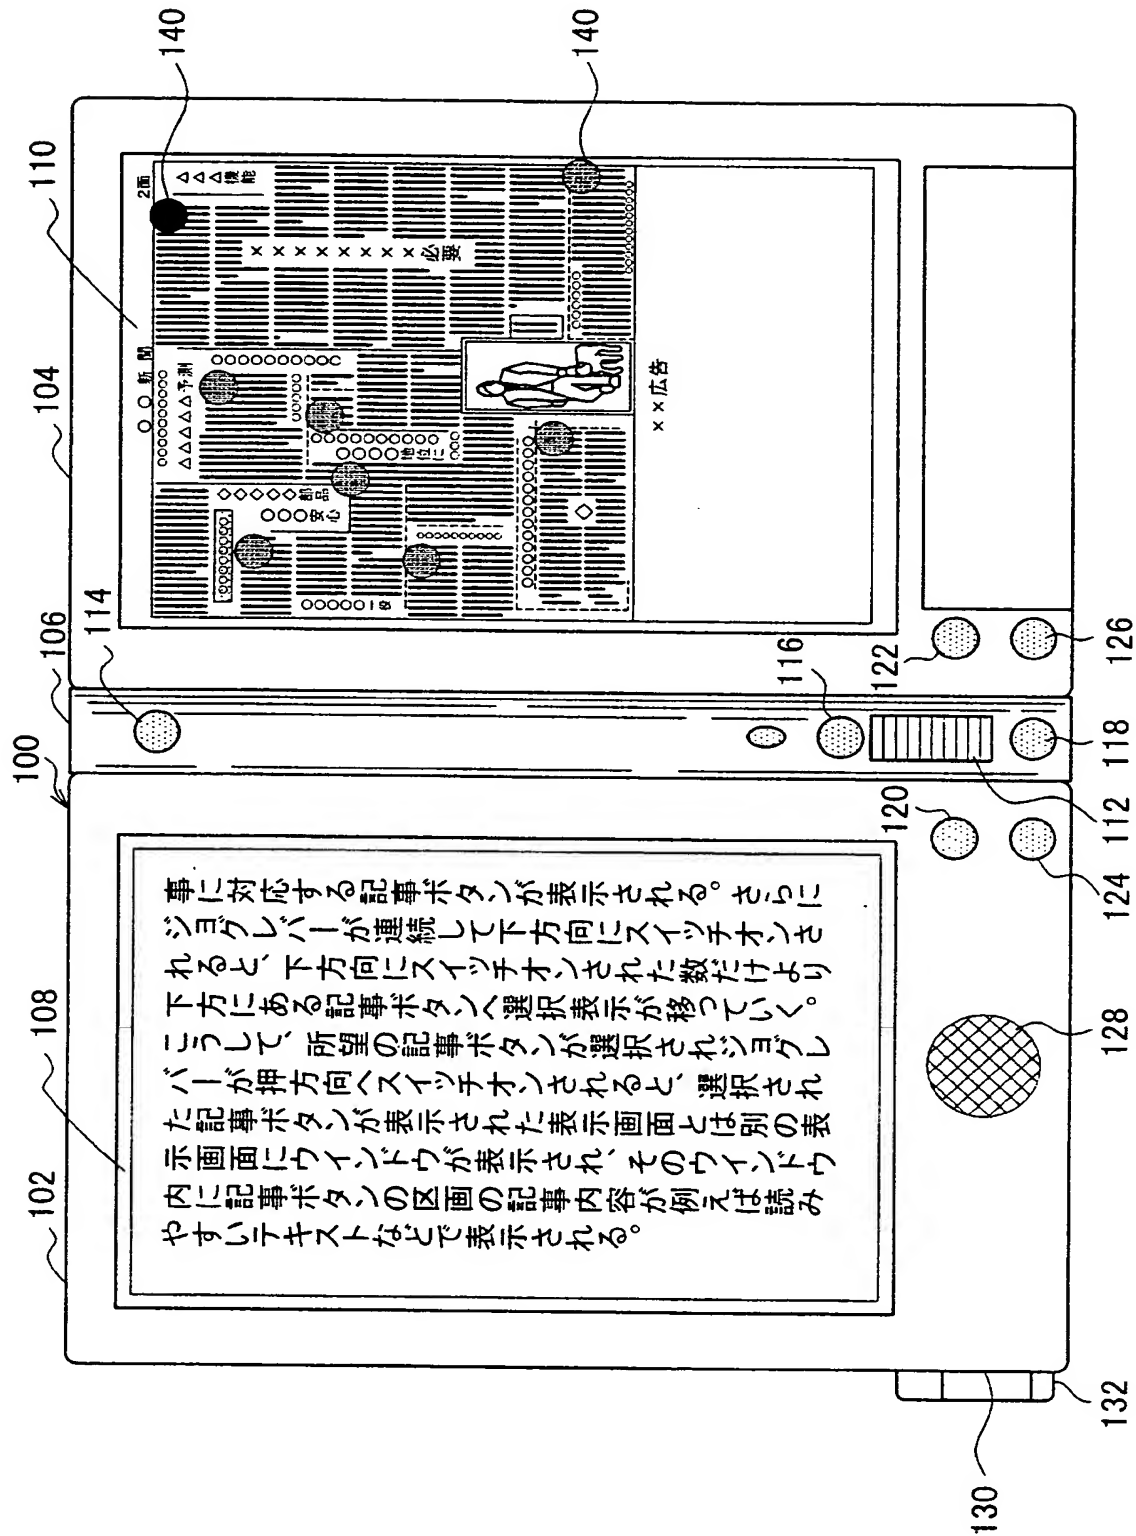 100
102
108
106
104
110
114
140
140
116
122
126
118
112
120
124
128
132
130
事に対応する記事ボタンが表示される。さらに
ジョグレバーが連続して下方向にスイッチオンさ
れると、下方向にスイッチオンされた数だけより
下方にある記事ボタンへ選択表示が移っていく。
こうして、所望の記事ボタンが選択されジョグレ
バーが押方向へスイッチオンされると、選択され
た記事ボタンが表示された表示画面とは別の表
示画面にウインドウが表示され、そのウインドウ
内に記事ボタンの区画の記事内容が例えば読み
やすいテキストなどで表示される。
○○新聞
2面
△△△機能
××××××××必要
○○○○○○○○○
△△△△△予測
○○○○○○○○○○
○○○○○
○○○○○○○○○○
○○○○他位に
○○○
◇◇◇◇◇部品
○○○安心
○○○○○一段
××広告